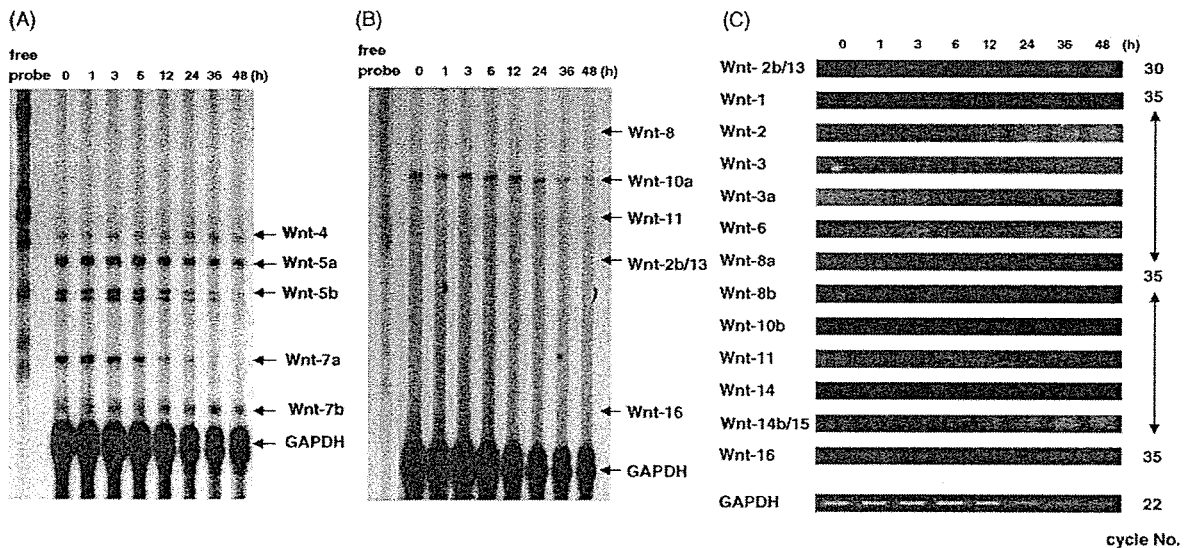 (A)
free
probe 0 1 3 6 12 24 36 48 (h)
Wnt-4
Wnt-5a
Wnt-5b
Wnt-7a
Wnt-7b
GAPDH
(B)
free
probe 0 1 3 6 12 24 36 48 (h)
Wnt-8
Wnt-10a
Wnt-11
Wnt-2b/13
Wnt-16
GAPDH
(C)
0 1 3 6 12 24 36 48 (h)
Wnt- 2b/13 30
Wnt-1 35
Wnt-2
Wnt-3
Wnt-3a
Wnt-6
Wnt-8a
35
Wnt-8b
Wnt-10b
Wnt-11
Wnt-14
Wnt-14b/15
Wnt-16 35
GAPDH 22
cycle No.